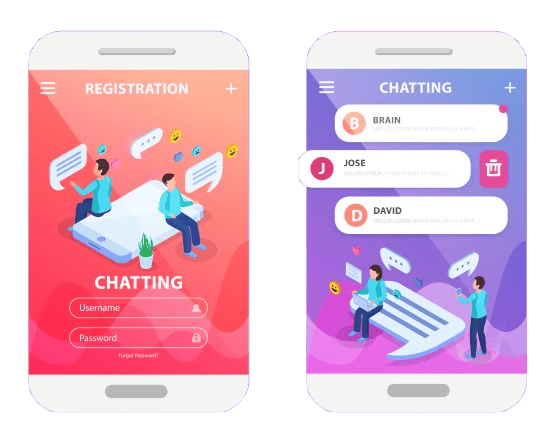 REGISTRATION
CHATTING
Username
Password
Forgot Password?
CHATTING
B
BRAIN
HELLO LOREM IPSUM DOLOR SIT AMET...
J
JOSE
HELLO LOREM IPSUM DOLOR SIT AMET...
D
DAVID
HELLO LOREM IPSUM DOLOR SIT AMET...